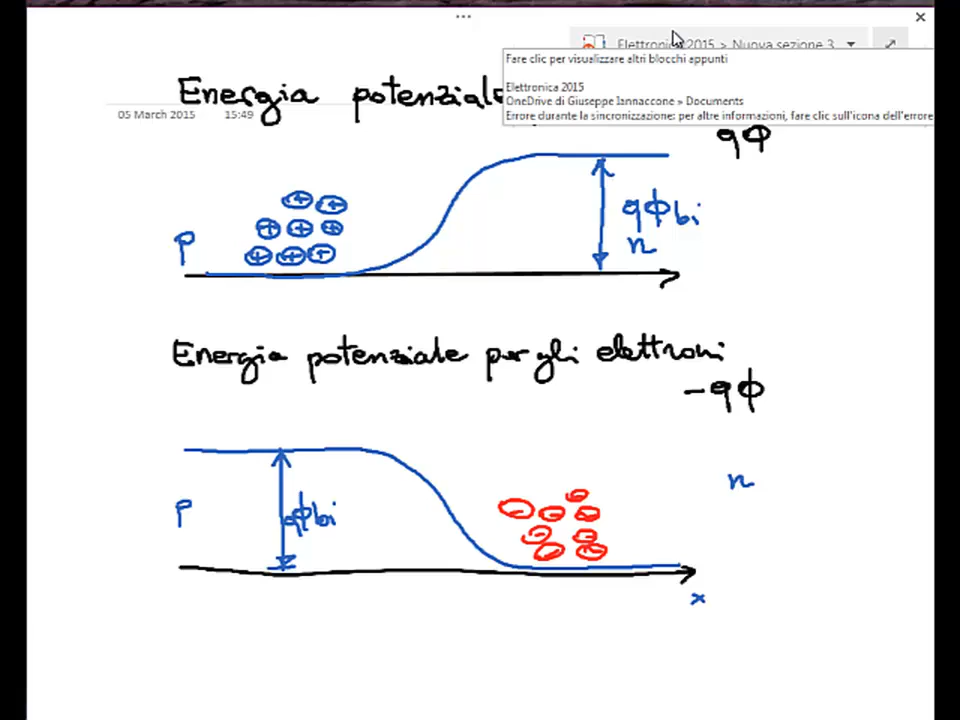 ...
Elettronica 2015 > Nuova sezione 3
Fare clic per visualizzare altri blocchi appunti
Elettronica 2015
OneDrive di Giuseppe Iannaccone » Documents
Errore durante la sincronizzazione: per altre informazioni, fare clic sull'icona dell'errore
Energia potenziale
05 March 2015 15:49
qΦ
+ +
+ + +
+ + +
p
qΦbi
n
Energia potenziale per gli elettroni
-qΦ
p
qΦbi
n
x